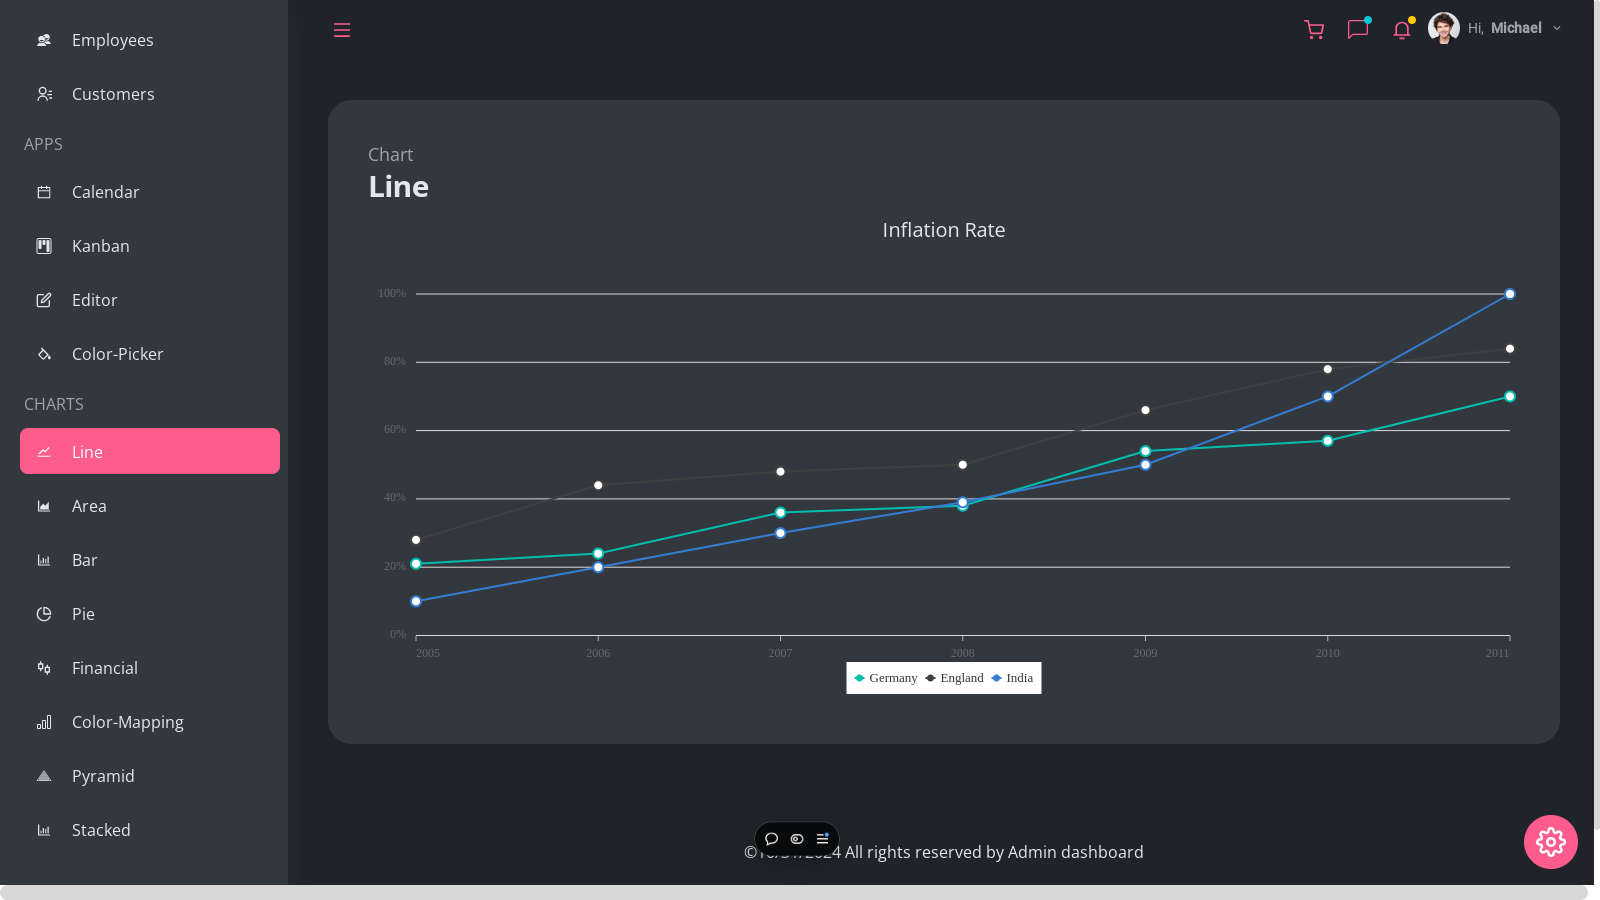 Employees
Customers
APPS
Calendar
Kanban
Editor
Color-Picker
CHARTS
Line
Area
Bar
Pie
Financial
Color-Mapping
Pyramid
Stacked
Hi, Michael
Chart
Line
Inflation Rate
100%
80%
60%
40%
20%
0%
2005 2006 2007 2008 2009 2010 2011
Germany England India
© All rights reserved by Admin dashboard